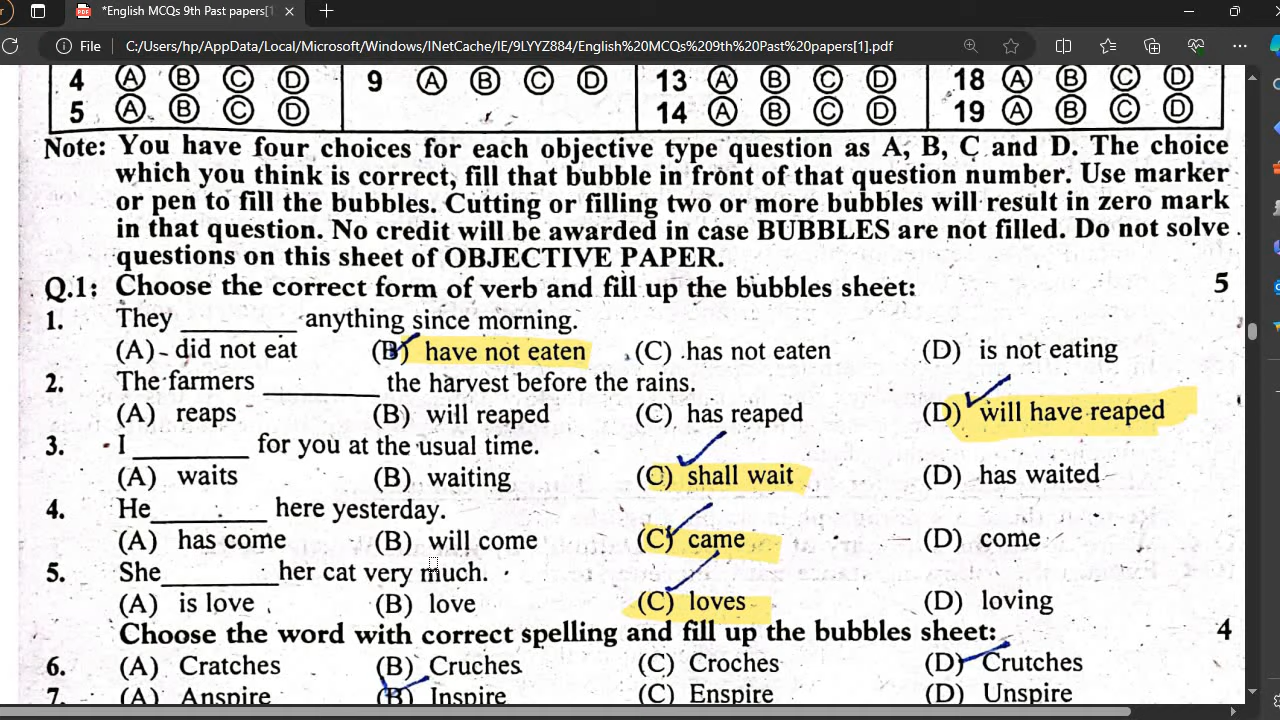 *English MCQs 9th Past papers[1
File C:/Users/hp/AppData/Local/Microsoft/Windows/INetCache/IE/9LYYZ884/English%20MCQs%209th%20Past%20papers[1].pdf
4 A B C D 9 A B C D 13 A B C D 18 A B C D
5 A B C D 14 A B C D 19 A B C D
Note: You have four choices for each objective type question as A, B, C and D. The choice
which you think is correct, fill that bubble in front of that question number. Use marker
or pen to fill the bubbles. Cutting or filling two or more bubbles will result in zero mark
in that question. No credit will be awarded in case BUBBLES are not filled. Do not solve
questions on this sheet of OBJECTIVE PAPER.
Q.1: Choose the correct form of verb and fill up the bubbles sheet: 5
1. They ________ anything since morning.
(A) did not eat (B) have not eaten (C) has not eaten (D) is not eating
2. The farmers ________ the harvest before the rains.
(A) reaps (B) will reaped (C) has reaped (D) will have reaped
3. I ________ for you at the usual time.
(A) waits (B) waiting (C) shall wait (D) has waited
4. He ________ here yesterday.
(A) has come (B) will come (C) came (D) come
5. She ________ her cat very much.
(A) is love (B) love (C) loves (D) loving
Choose the word with correct spelling and fill up the bubbles sheet: 4
6. (A) Cratches (B) Cruches (C) Croches (D) Crutches
7. (A) Anspire (B) Inspire (C) Enspire (D) Unspire